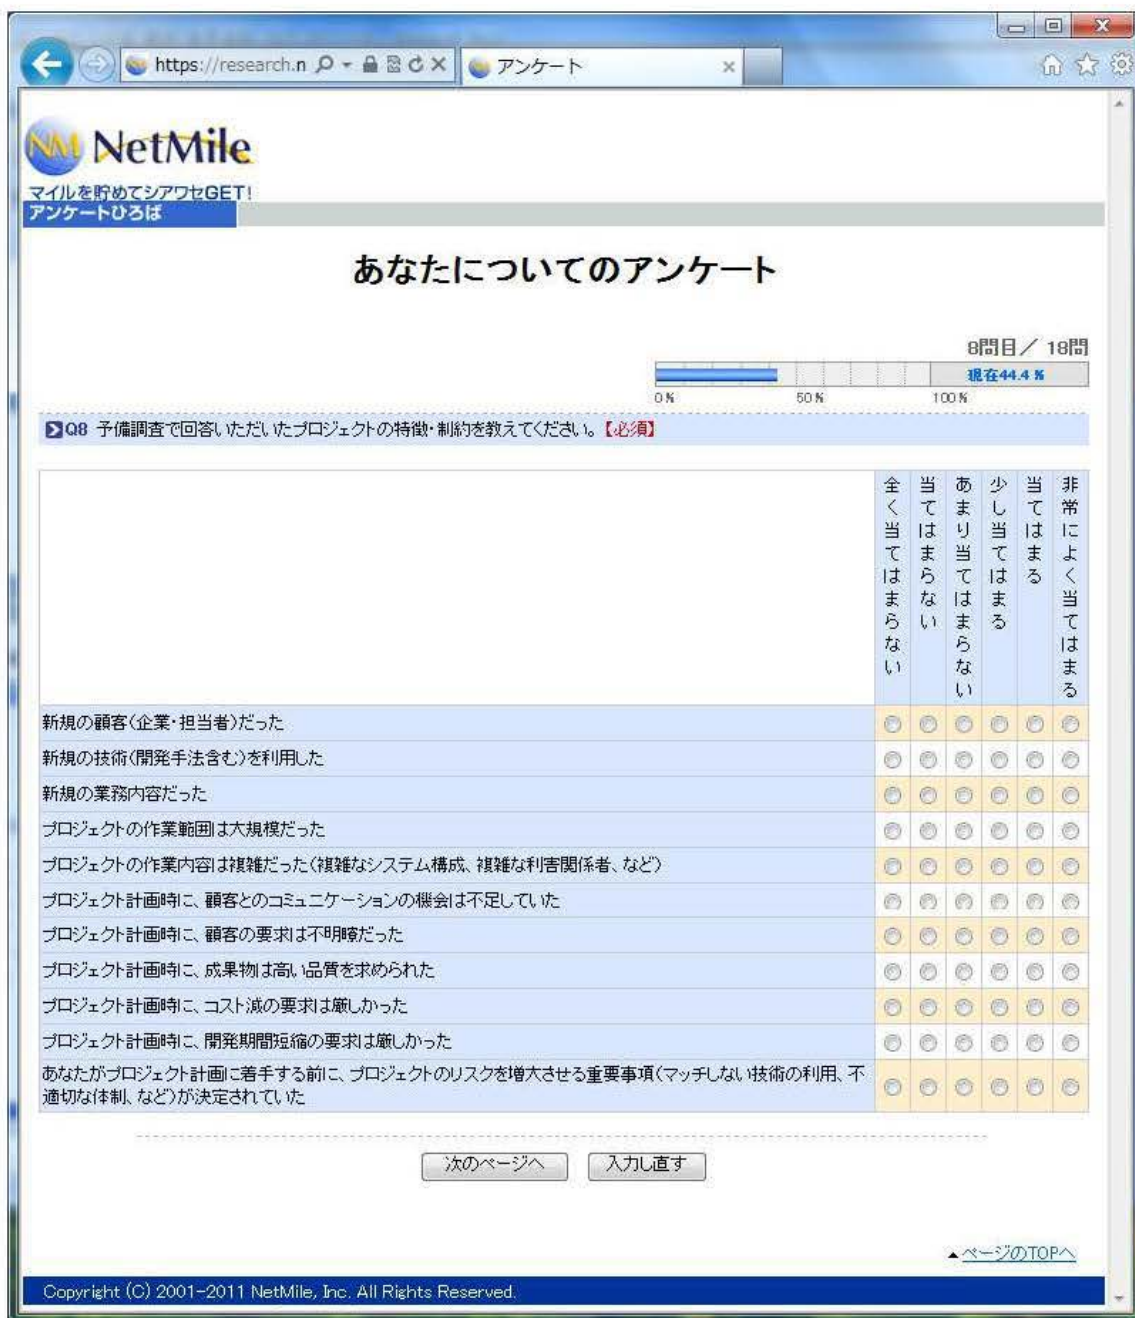 https://research.n
アンケート
NM NetMile
マイルを貯めてシアワセGET!
アンケートひろば
あなたについてのアンケート
8問目／ 18問
現在44.4 %
0% 50% 100%
Q8 予備調査で回答いただいたプロジェクトの特徴・制約を教えてください。【必須】
全く当てはまらない
当てはまらない
あまり当てはまらない
少し当てはまる
当てはまる
非常によく当てはまる
新規の顧客(企業・担当者)だった
新規の技術(開発手法含む)を利用した
新規の業務内容だった
プロジェクトの作業範囲は大規模だった
プロジェクトの作業内容は複雑だった(複雑なシステム構成、複雑な利害関係者、など)
プロジェクト計画時に、顧客とのコミュニケーションの機会は不足していた
プロジェクト計画時に、顧客の要求は不明瞭だった
プロジェクト計画時に、成果物は高い品質を求められた
プロジェクト計画時に、コスト減の要求は厳しかった
プロジェクト計画時に、開発期間短縮の要求は厳しかった
あなたがプロジェクト計画に着手する前に、プロジェクトのリスクを増大させる重要事項(マッチしない技術の利用、不
適切な体制、など)が決定されていた
次のページへ 入力し直す
▲ページのTOPへ
Copyright (C) 2001-2011 NetMile, Inc. All Rights Reserved.